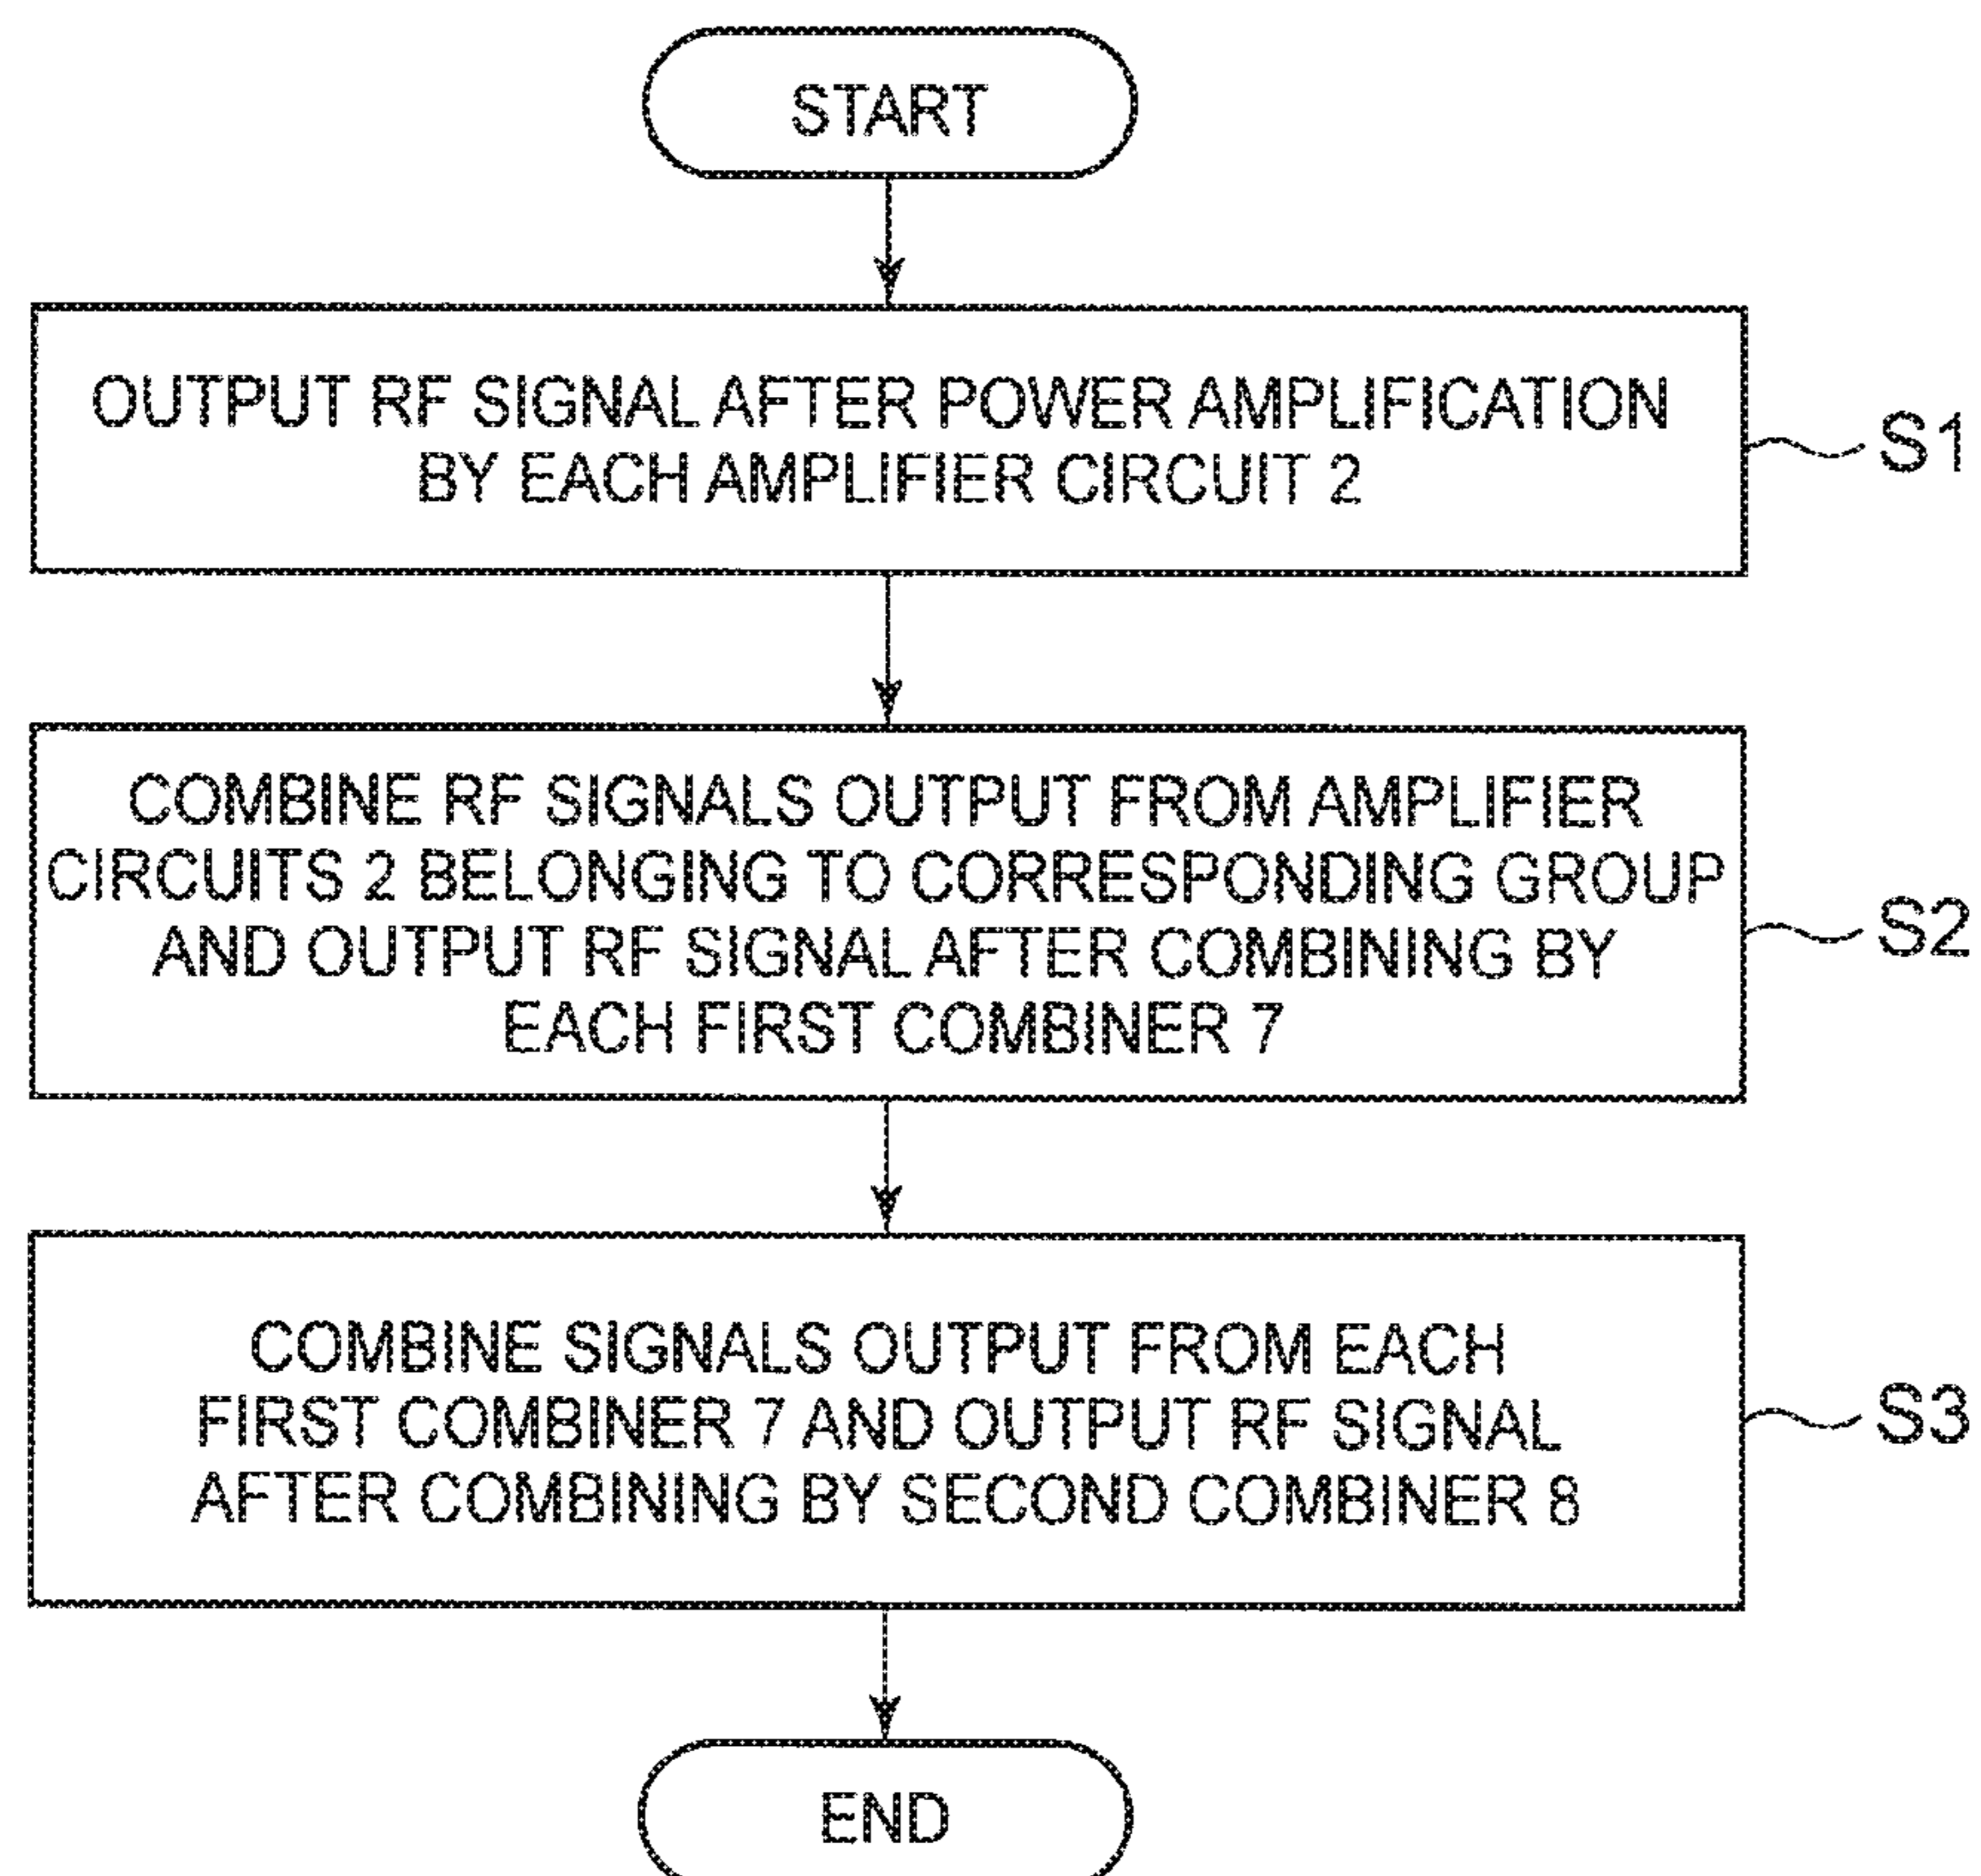 START
OUTPUT RF SIGNAL AFTER POWER AMPLIFICATION
BY EACH AMPLIFIER CIRCUIT 2
S1
COMBINE RF SIGNALS OUTPUT FROM AMPLIFIER
CIRCUITS 2 BELONGING TO CORRESPONDING GROUP
AND OUTPUT RF SIGNAL AFTER COMBINING BY
EACH FIRST COMBINER 7
S2
COMBINE SIGNALS OUTPUT FROM EACH
FIRST COMBINER 7 AND OUTPUT RF SIGNAL
AFTER COMBINING BY SECOND COMBINER 8
S3
END